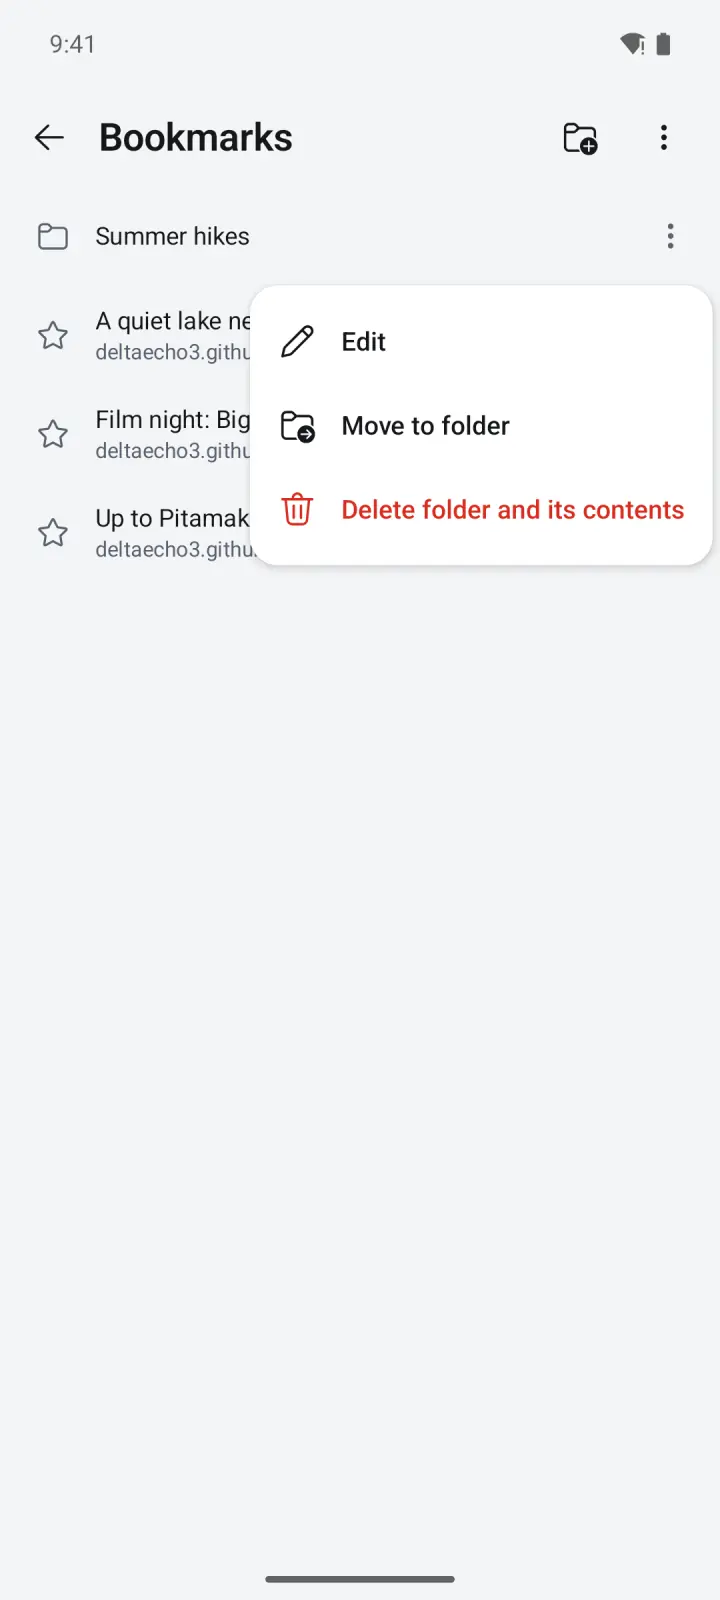 9:41
Bookmarks
Summer hikes
A quiet lake
deltaecho3.githu
Film night: Big
deltaecho3.githu
Up to Pitamak
deltaecho3.githu
Edit
Move to folder
Delete folder and its contents